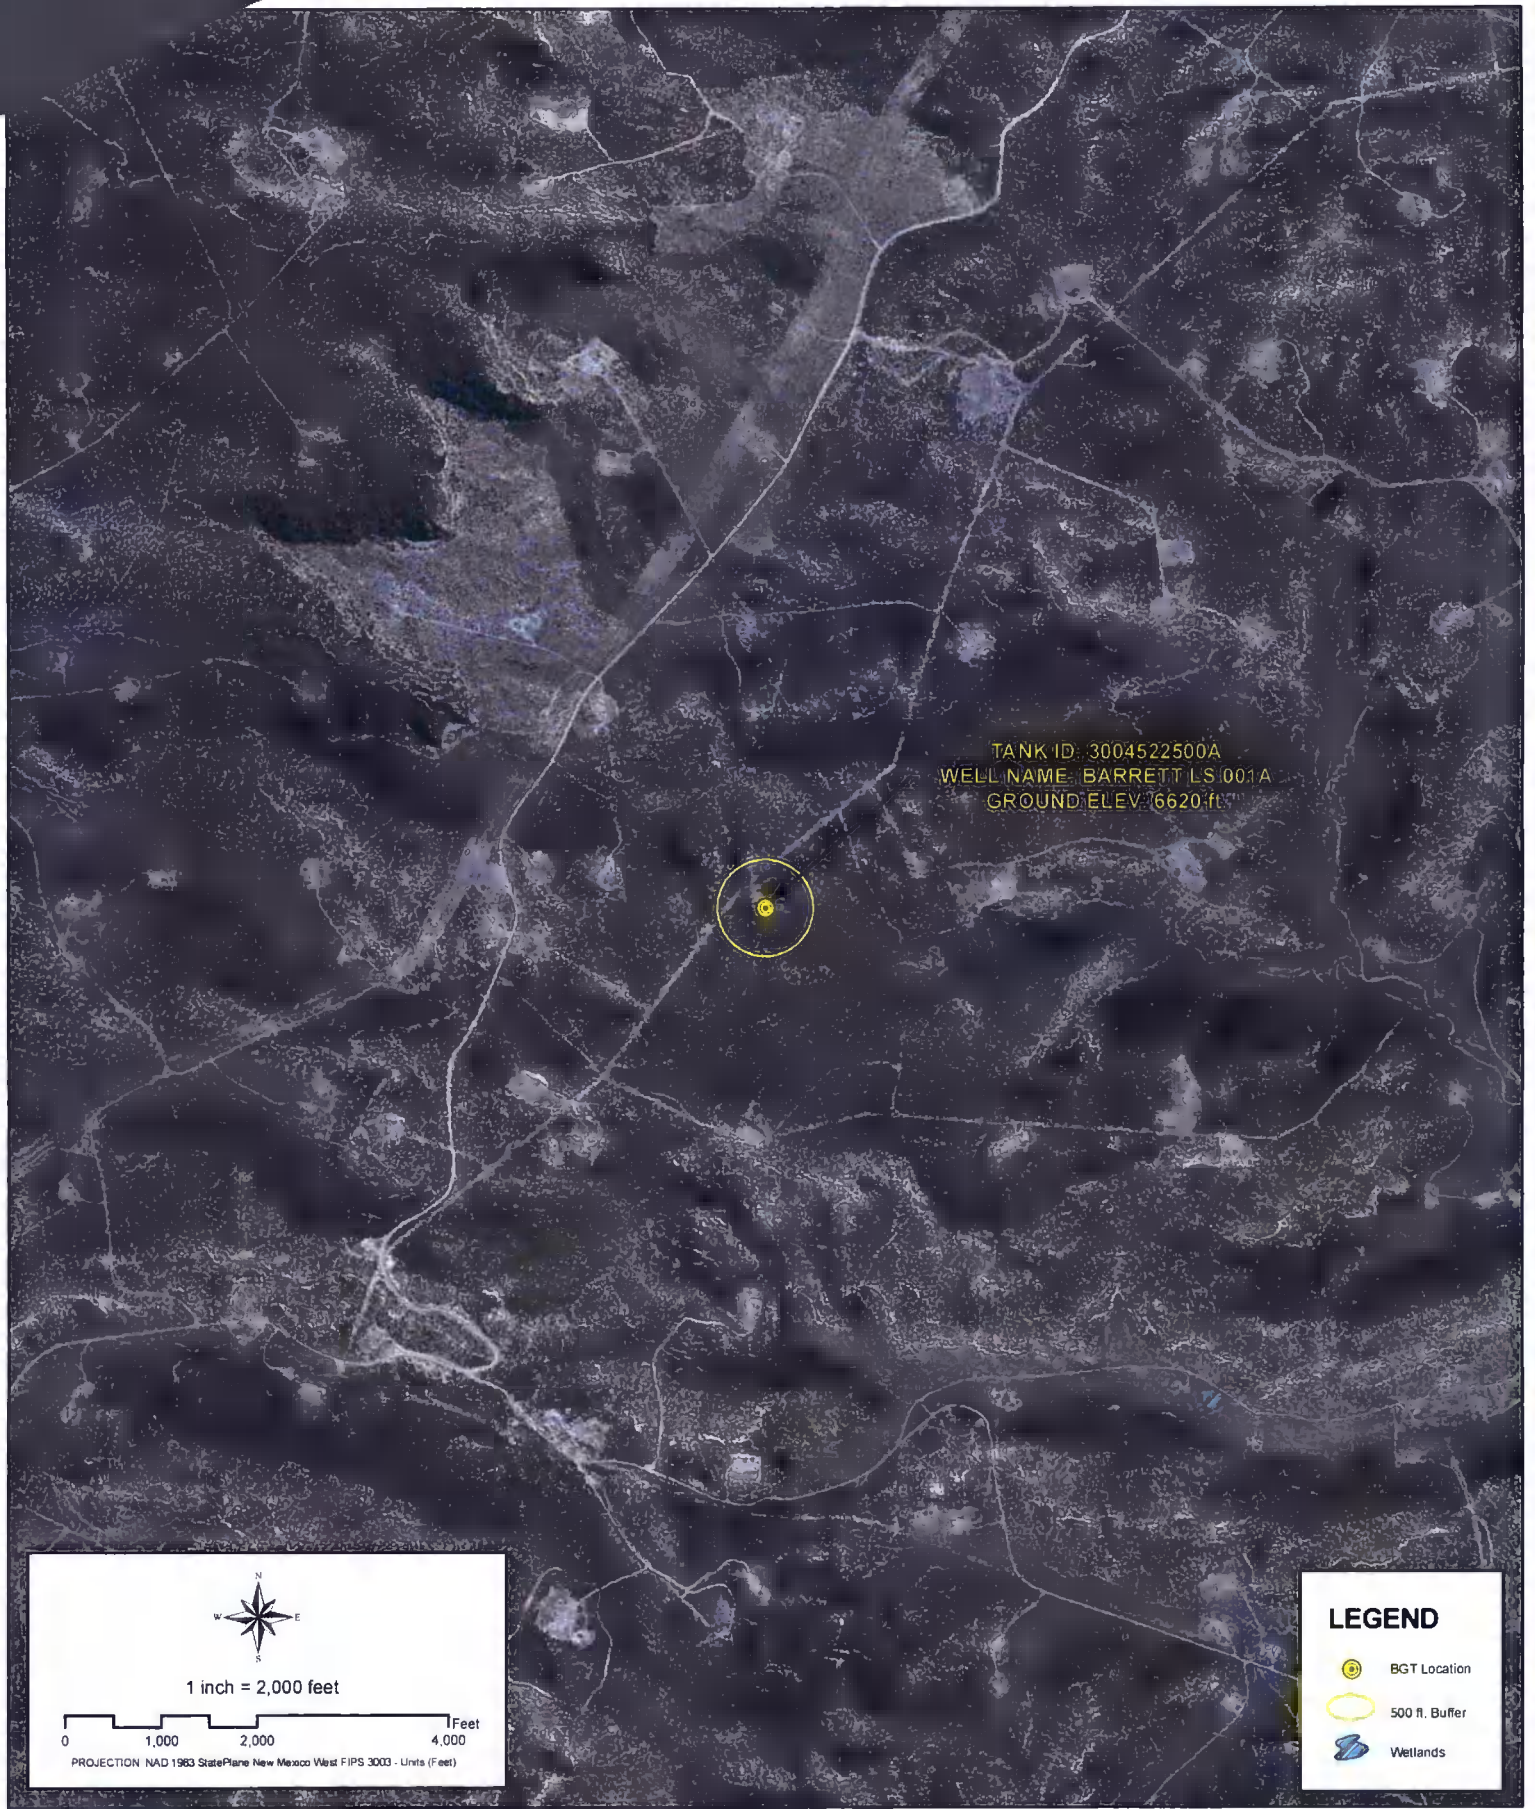 TANK ID: 3004522500A
WELL NAME: BARRETT LS 001A
GROUND ELEV: 6620 ft.
N
W E
S
1 inch = 2,000 feet
Feet
0 1,000 2,000 4,000
PROJECTION NAD 1983 StatePlane New Mexico West FIPS 3003 - Units (Feet)
LEGEND
BGT Location
500 ft. Buffer
Wetlands